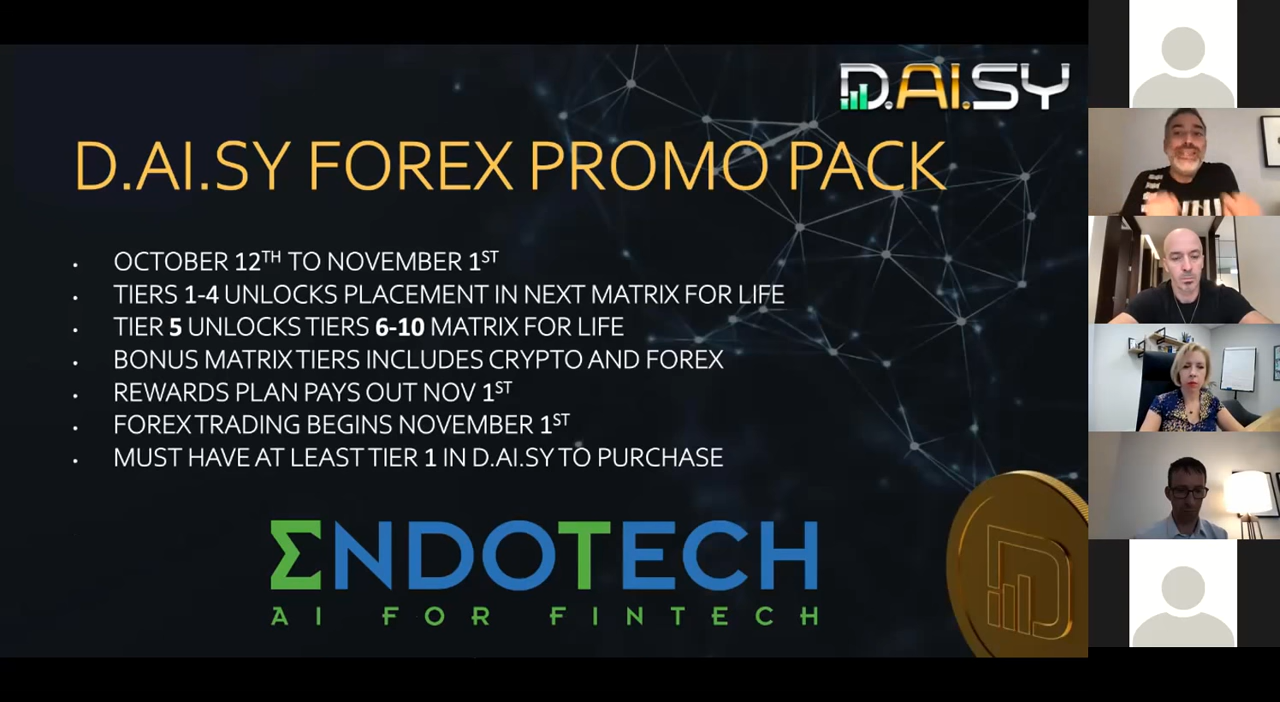 D.AI.SY
D.AI.SY FOREX PROMO PACK
• OCTOBER 12TH TO NOVEMBER 1ST
• TIERS 1-4 UNLOCKS PLACEMENT IN NEXT MATRIX FOR LIFE
• TIER 5 UNLOCKS TIERS 6-10 MATRIX FOR LIFE
• BONUS MATRIX TIERS INCLUDES CRYPTO AND FOREX
• REWARDS PLAN PAYS OUT NOV 1ST
• FOREX TRADING BEGINS NOVEMBER 1ST
• MUST HAVE AT LEAST TIER 1 IN D.AI.SY TO PURCHASE
ΣNDOTECH
AI FOR FINTECH